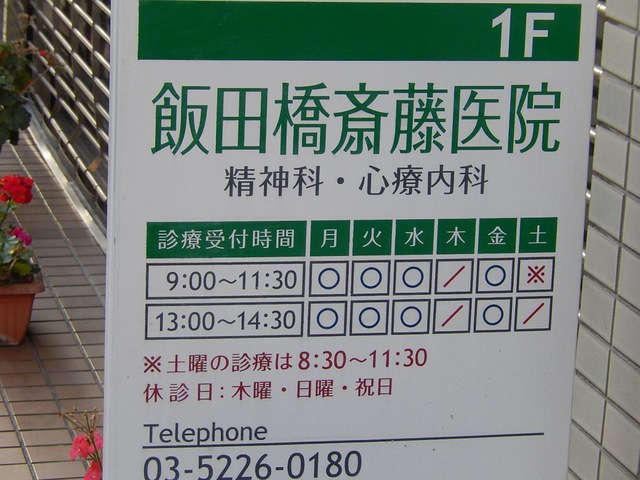 1F
飯田橋斎藤医院
精神科・心療内科
診療受付時間 月 火 水 木 金 土
9:00〜11:30 ○ ○ ○ ／ ○ ※
13:00〜14:30 ○ ○ ○ ／ ○ ／
※土曜の診療は8:30〜11:30
休診日:木曜・日曜・祝日
Telephone
03-5226-0180